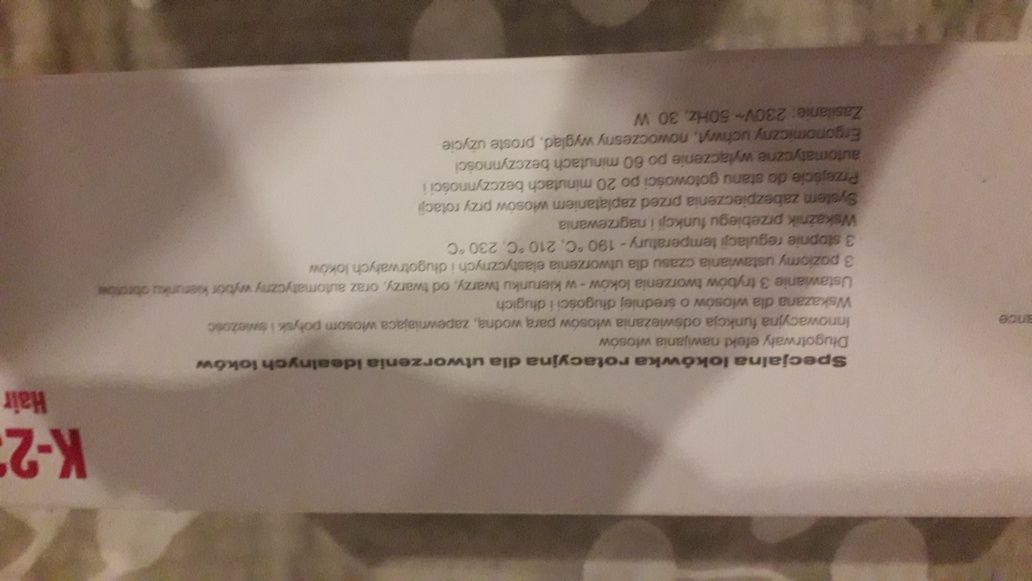 K-2
Hair
Specjalna lokówka rotacyjna dla utworzenia idealnych loków
Długotrwały efekt nawijania włosów
Innowacyjna funkcja odświeżania włosów parą wodną, zapewniająca włosom połysk i świeżość
Wskazana dla włosów o średniej długości i długich
Ustawianie 3 trybów tworzenia loków - w kierunku twarzy, od twarzy, oraz automatyczny wybór kierunku obrotów
3 poziomy ustawiania czasu dla utworzenia elastycznych i długotrwałych loków
3 stopnie regulacji temperatury - 190 °C, 210 °C, 230 °C
Wskaźnik przebiegu funkcji i nagrzewania
System zabezpieczenia przed zaplątaniem włosów przy rotacji
Przejście do stanu gotowości po 20 minutach bezczynności i
automatyczne wyłączenie po 60 minutach bezczynności
Ergonomiczny uchwyt, nowoczesny wygląd, proste użycie
Zasilanie: 230V~ 50Hz, 30 W
ance